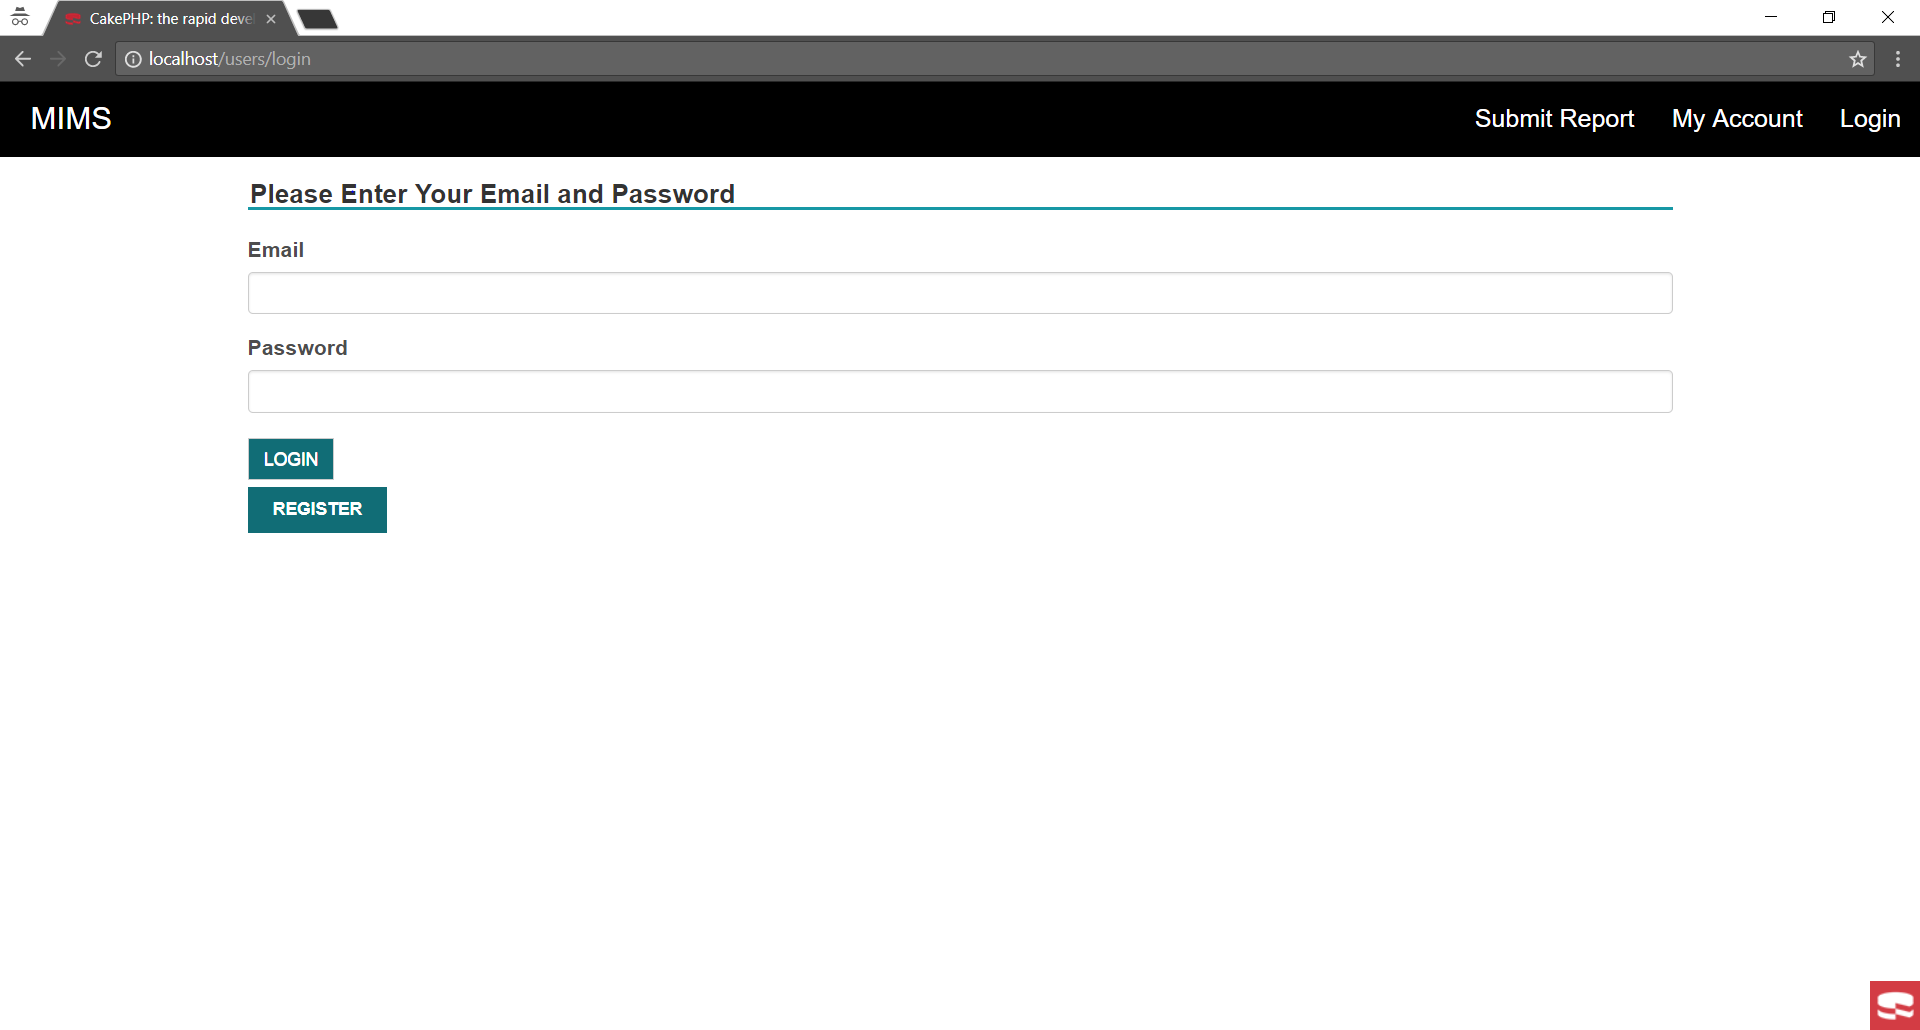 CakePHP: the rapid deve
localhost/users/login
MIMS
Submit Report My Account Login
Please Enter Your Email and Password
Email
Password
LOGIN
REGISTER